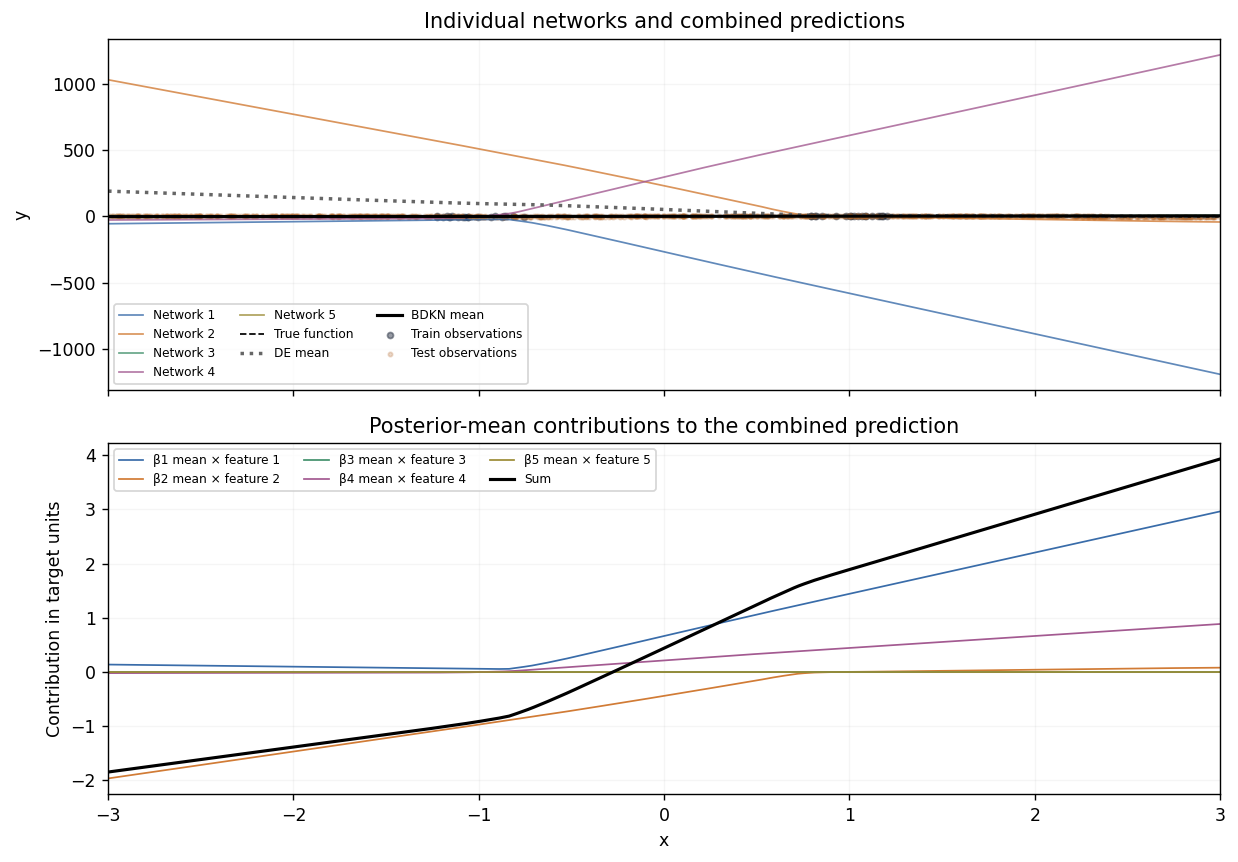 Individual networks and combined predictions
1000
500
0
−500
−1000
y
Network 1
Network 2
Network 3
Network 4
Network 5
True function
DE mean
BDKN mean
Train observations
Test observations
Posterior-mean contributions to the combined prediction
4
3
2
1
0
−1
−2
Contribution in target units
β1 mean × feature 1
β2 mean × feature 2
β3 mean × feature 3
β4 mean × feature 4
β5 mean × feature 5
Sum
−3 −2 −1 0 1 2 3
x